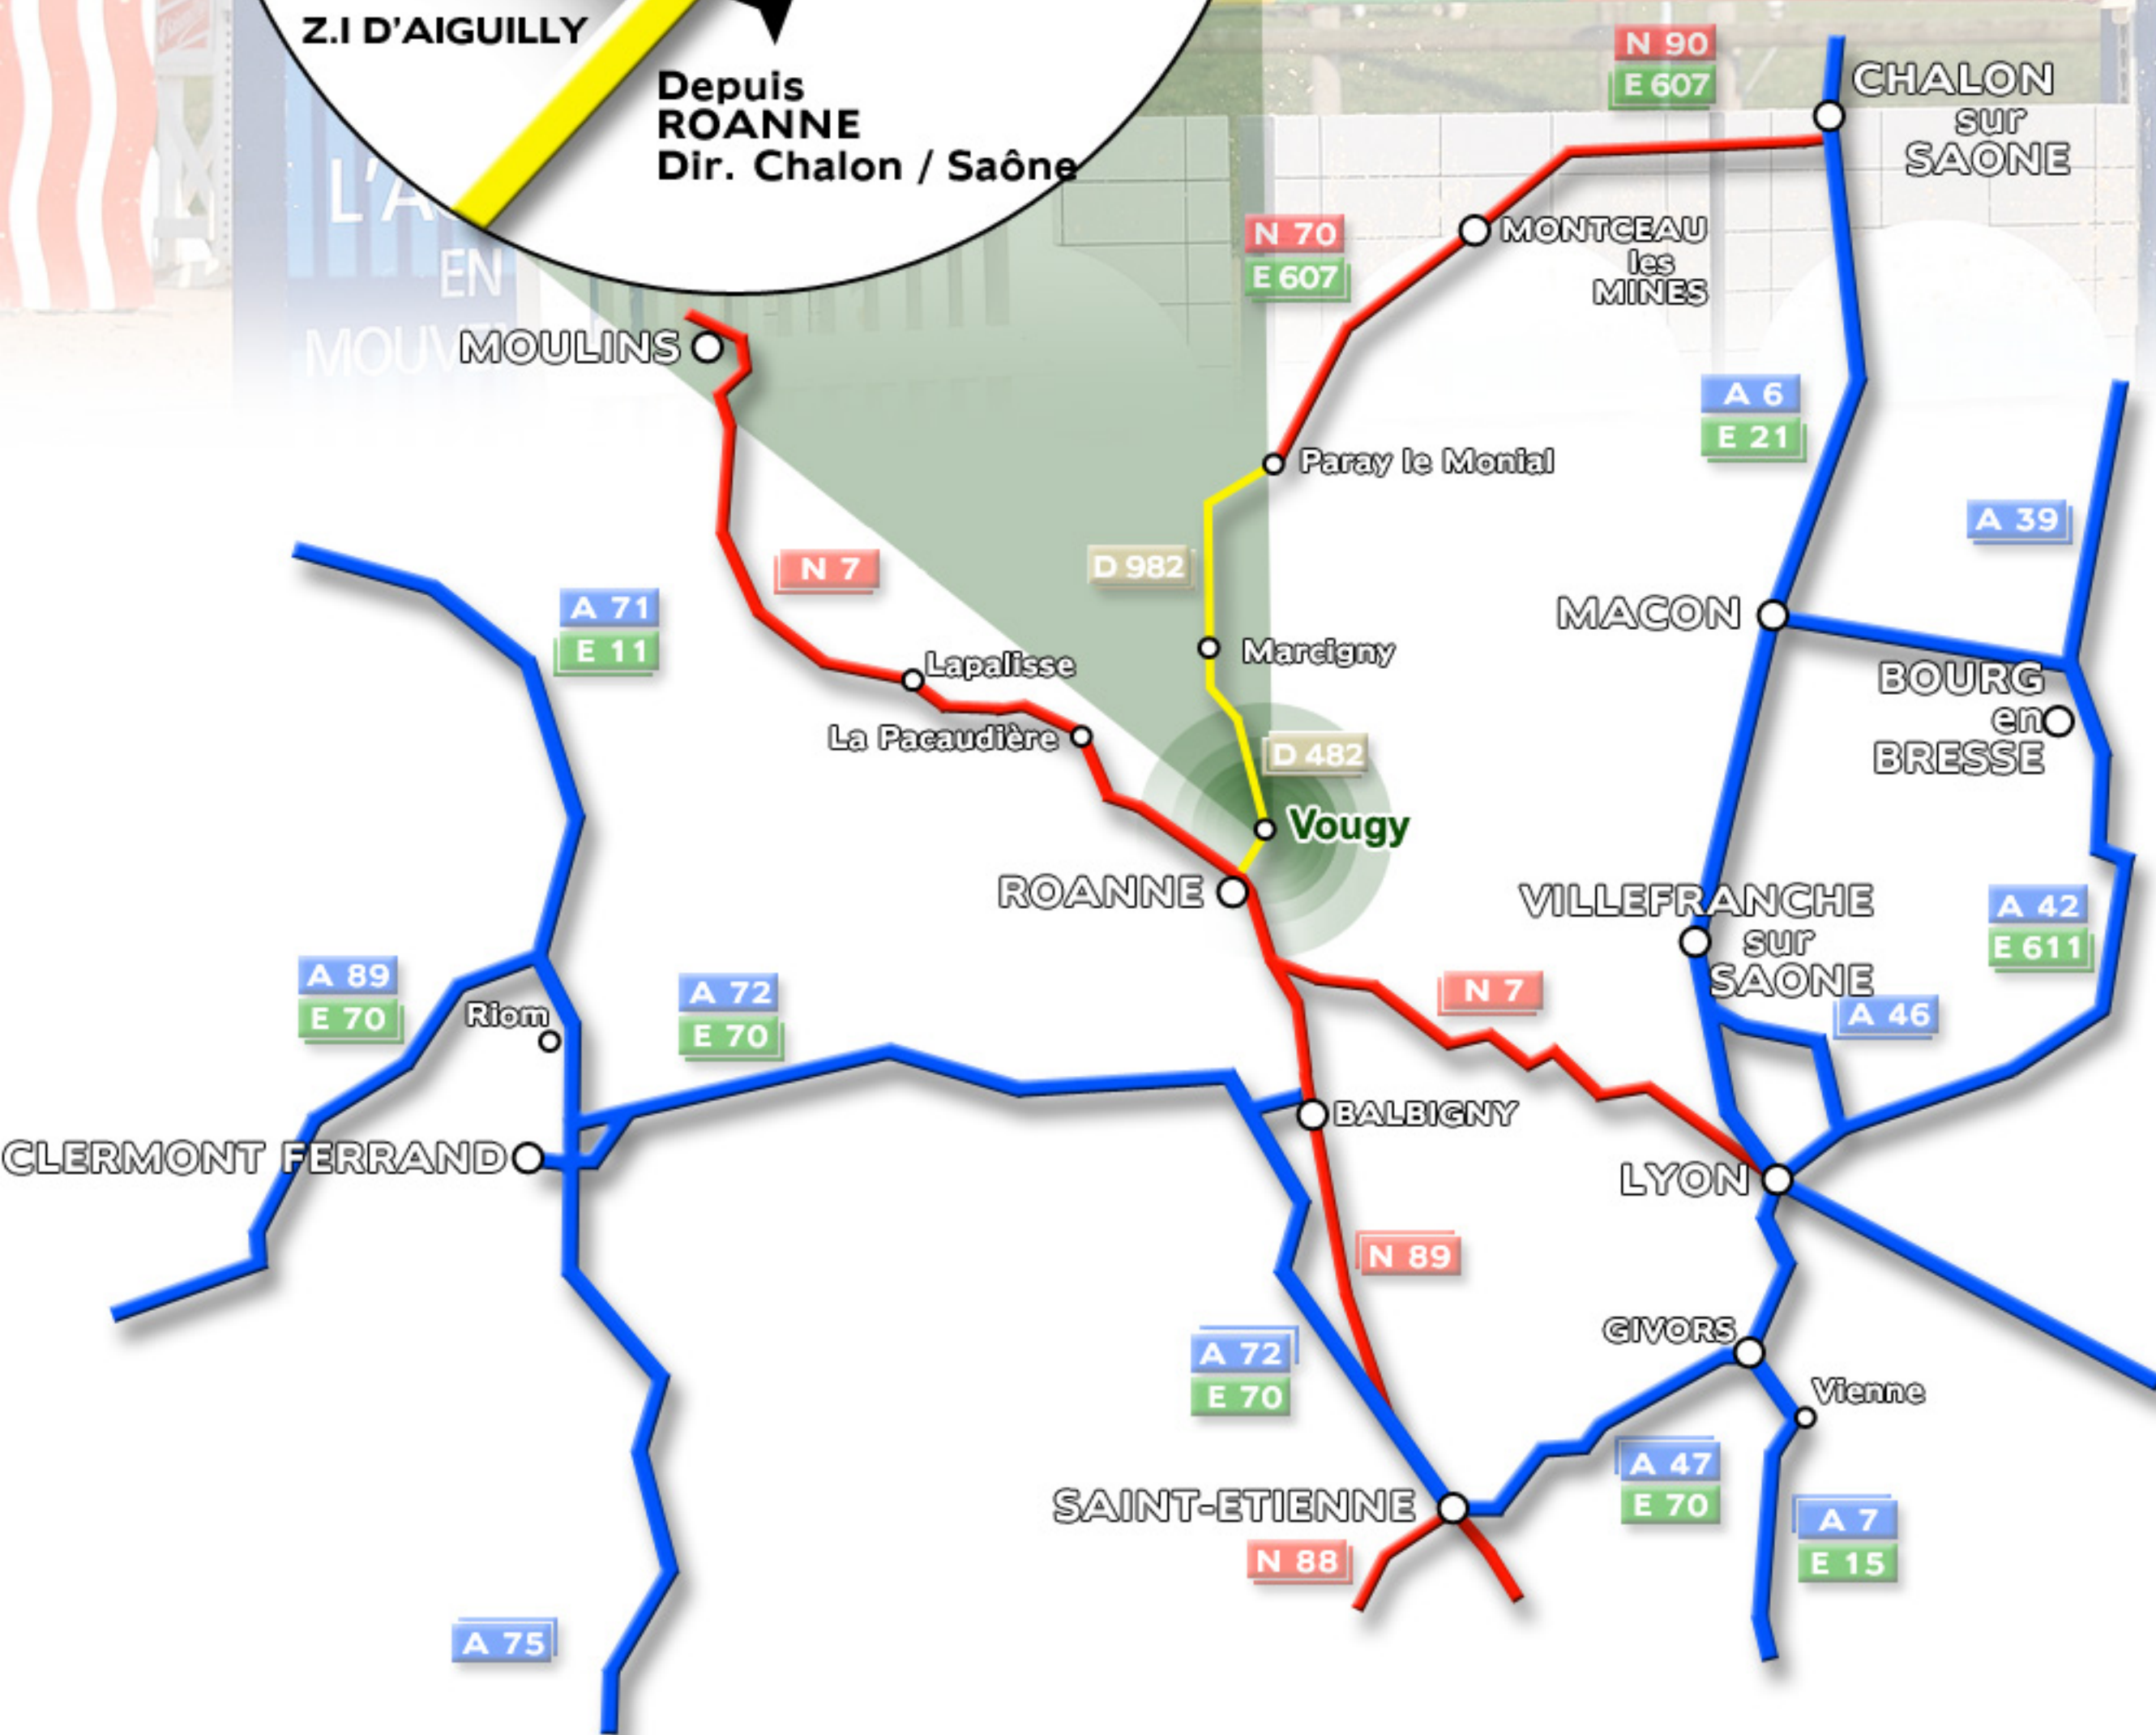 Z.I D'AIGUILLY
Depuis
ROANNE
Dir. Chalon / Saône
L'A
EN
MOUV
N 90
E 607
CHALON
sur
SAONE
N 70
E 607
MONTCEAU
les
MINES
MOULINS
A 6
E 21
Paray le Monial
A 39
N 7
D 982
A 71
E 11
MACON
Marcigny
Lapalisse
BOURG
en
BRESSE
La Pacaudière
D 482
Vougy
ROANNE
VILLEFRANCHE
sur
SAONE
A 42
E 611
A 89
E 70
Riom
A 72
E 70
N 7
A 46
BALBIGNY
CLERMONT FERRAND
LYON
N 89
GIVORS
A 72
E 70
Vienne
A 47
E 70
SAINT-ETIENNE
A 7
E 15
N 88
A 75